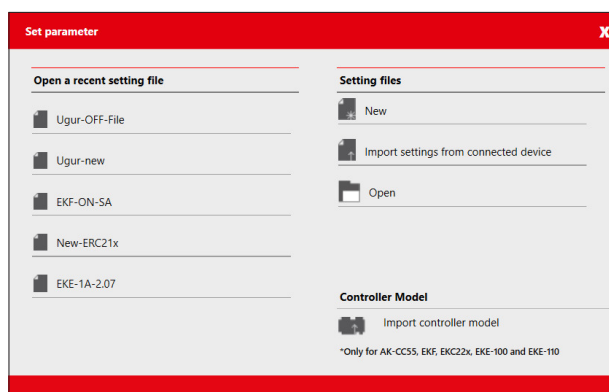 Set parameter
X
Open a recent setting file
Ugur-OFF-File
Ugur-new
EKF-ON-SA
New-ERC21x
EKE-1A-2.07
Setting files
New
Import settings from connected device
Open
Controller Model
Import controller model
*Only for AK-CC55, EKF, EKC22x, EKE-100 and EKE-110